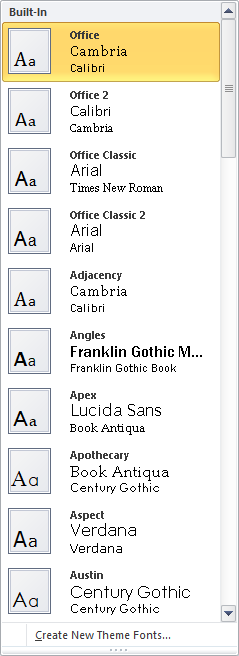 Built-In
Office
Aa
Cambria
Calibri
Office 2
Aa
Calibri
Cambria
Office Classic
Aa
Arial
Times New Roman
Office Classic 2
Aa
Arial
Arial
Adjacency
Aa
Cambria
Calibri
Angles
Aa
Franklin Gothic M...
Franklin Gothic Book
Apex
Aa
Lucida Sans
Book Antiqua
Apothecary
Aa
Book Antiqua
Century Gothic
Aspect
Aa
Verdana
Verdana
Austin
Aa
Century Gothic
Century Gothic
Create New Theme Fonts...